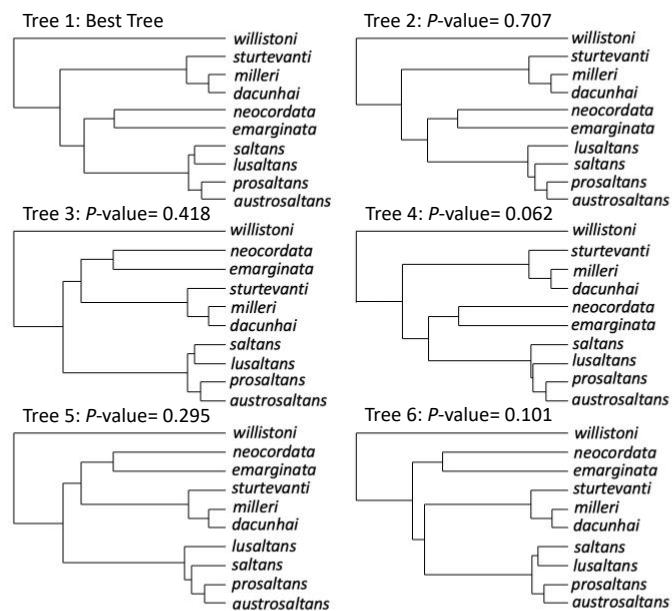 Tree 1: Best Tree
willistoni
sturtevanti
milleri
dacunhai
neocordata
emarginata
saltans
lusaltans
prosaltans
austrosaltans
Tree 2: P-value= 0.707
willistoni
sturtevanti
milleri
dacunhai
neocordata
emarginata
lusaltans
saltans
prosaltans
austrosaltans
Tree 3: P-value= 0.418
willistoni
neocordata
emarginata
sturtevanti
milleri
dacunhai
saltans
lusaltans
prosaltans
austrosaltans
Tree 4: P-value= 0.062
willistoni
sturtevanti
milleri
dacunhai
neocordata
emarginata
saltans
lusaltans
prosaltans
austrosaltans
Tree 5: P-value= 0.295
willistoni
neocordata
emarginata
sturtevanti
milleri
dacunhai
lusaltans
saltans
prosaltans
austrosaltans
Tree 6: P-value= 0.101
willistoni
neocordata
emarginata
sturtevanti
milleri
dacunhai
saltans
lusaltans
prosaltans
austrosaltans